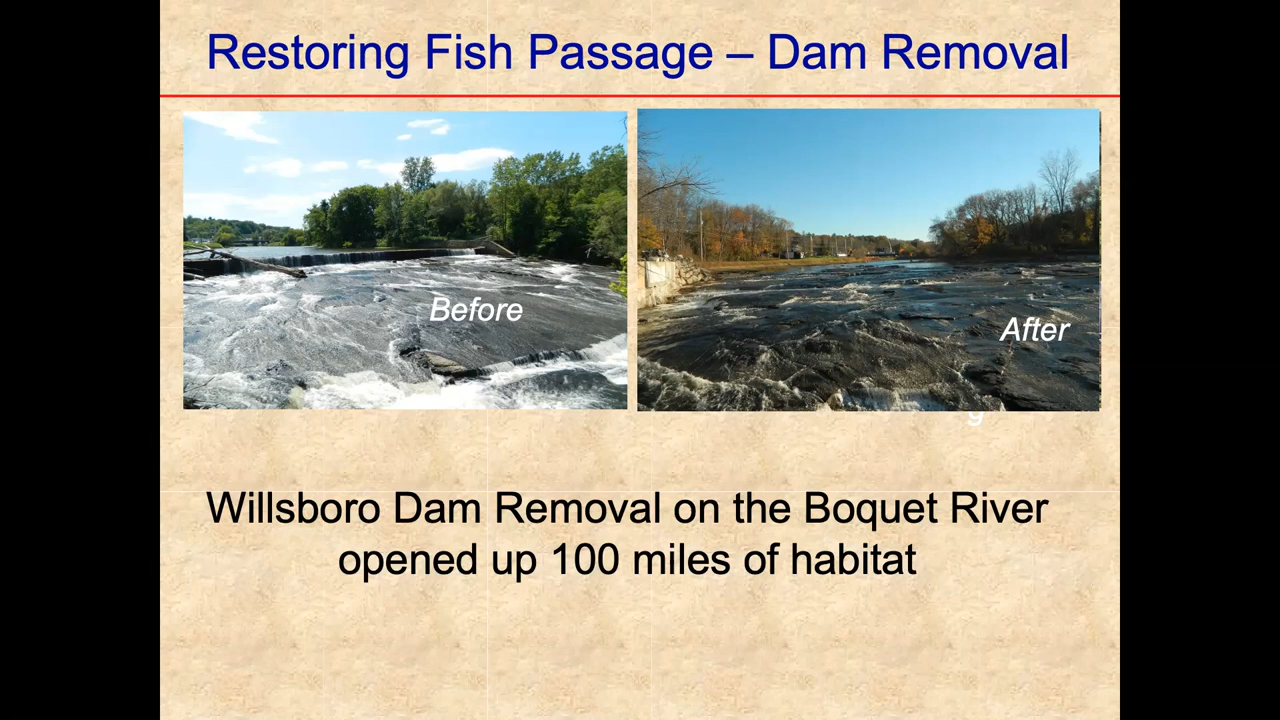 Restoring Fish Passage – Dam Removal
Before
After
g
Willsboro Dam Removal on the Boquet River
opened up 100 miles of habitat